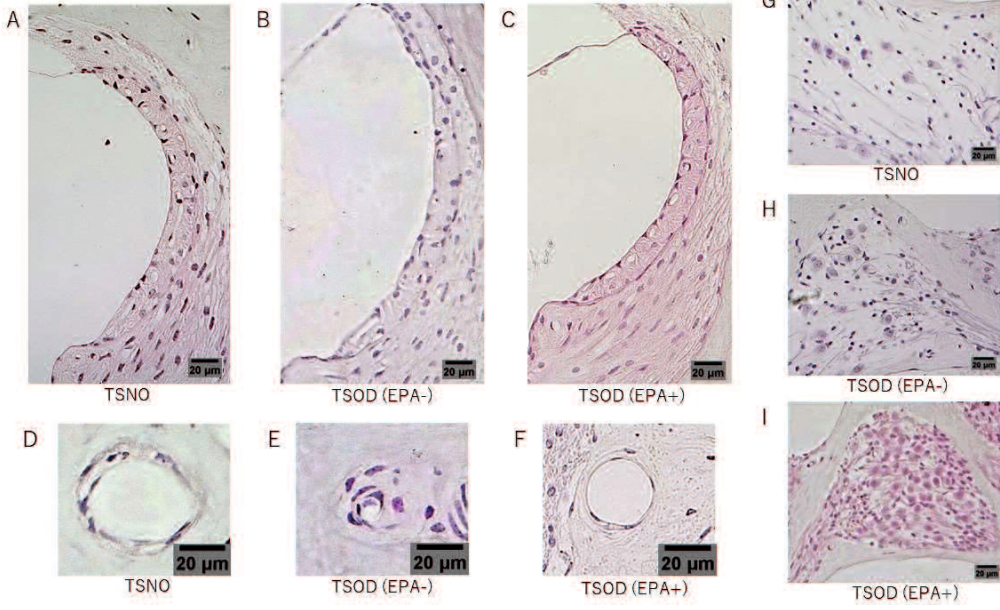 A
20 µm
TSNO
B
20 µm
TSOD (EPA-)
C
20 µm
TSOD (EPA+)
D
20 µm
TSNO
E
20 µm
TSOD (EPA-)
F
20 µm
TSOD (EPA+)
G
20 µm
TSNO
H
20 µm
TSOD (EPA-)
I
20 µm
TSOD (EPA+)